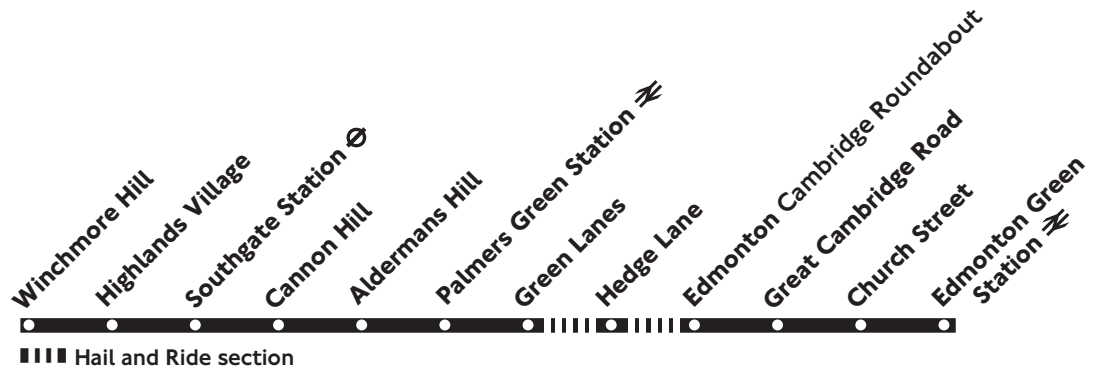 Winchmore Hill
Highlands Village
Southgate Station
Cannon Hill
Aldermans Hill
Palmers Green Station
Green Lanes
Hedge Lane
Edmonton Cambridge Roundabout
Great Cambridge Road
Church Street
Edmonton Green
Station
Hail and Ride section